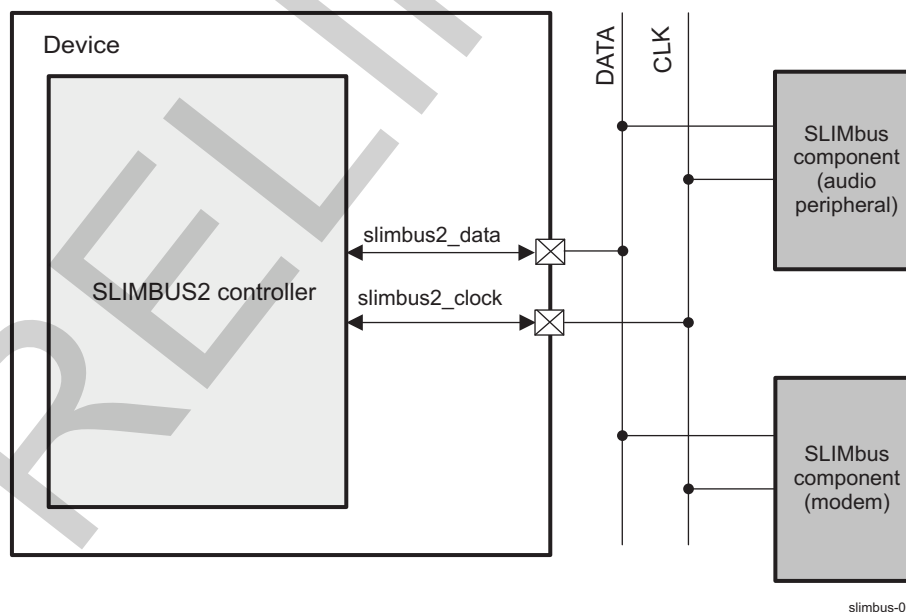 Device
DATA
CLK
SLIMbus
component
(audio
peripheral)
slimbus2_data
SLIMBUS2 controller
slimbus2_clock
SLIMbus
component
(modem)
slimbus-0